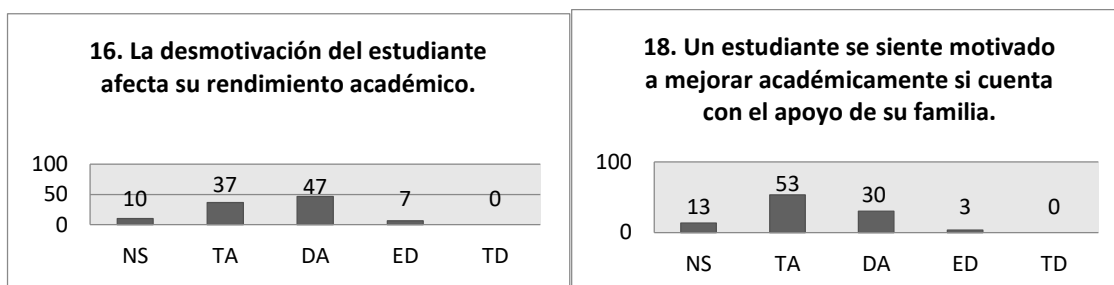 16. La desmotivación del estudiante
afecta su rendimiento académico.
100
50
0
10
37
47
7
0
NS
TA
DA
ED
TD
18. Un estudiante se siente motivado
a mejorar académicamente si cuenta
con el apoyo de su familia.
100
0
13
53
30
3
0
NS
TA
DA
ED
TD